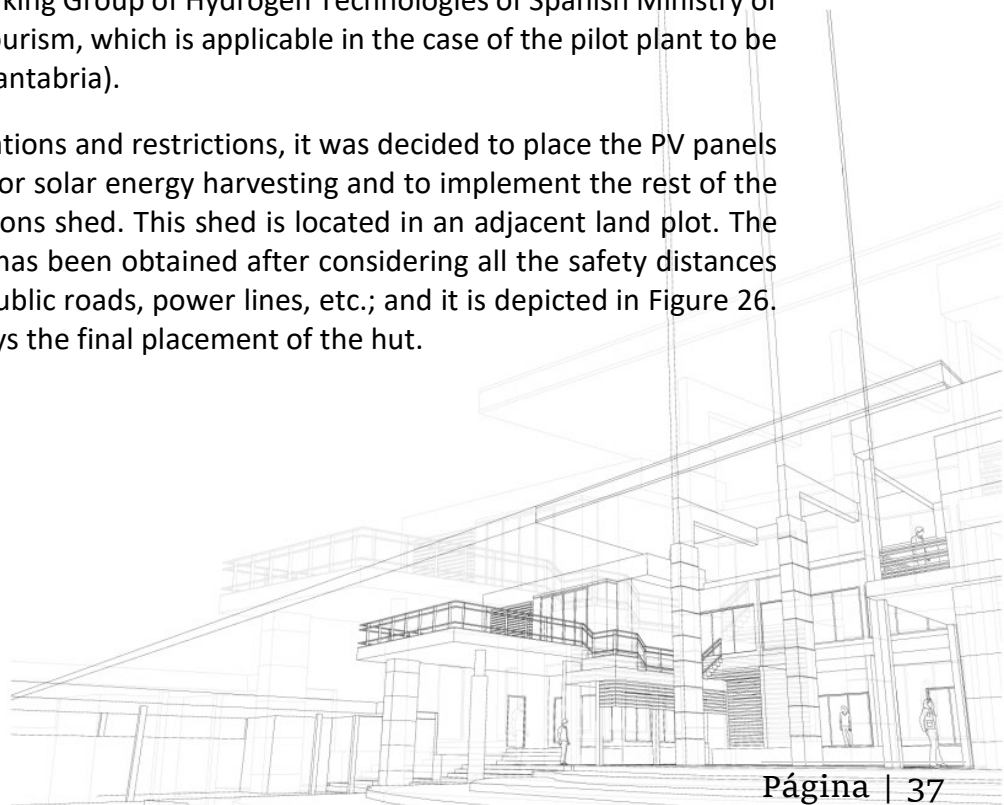 king Group of Hydrogen Technologies of Spanish Ministry of
ourism, which is applicable in the case of the pilot plant to be
antabria).
tions and restrictions, it was decided to place the PV panels
or solar energy harvesting and to implement the rest of the
ons shed. This shed is located in an adjacent land plot. The
has been obtained after considering all the safety distances
ublic roads, power lines, etc.; and it is depicted in Figure 26.
ys the final placement of the hut.
Página | 37